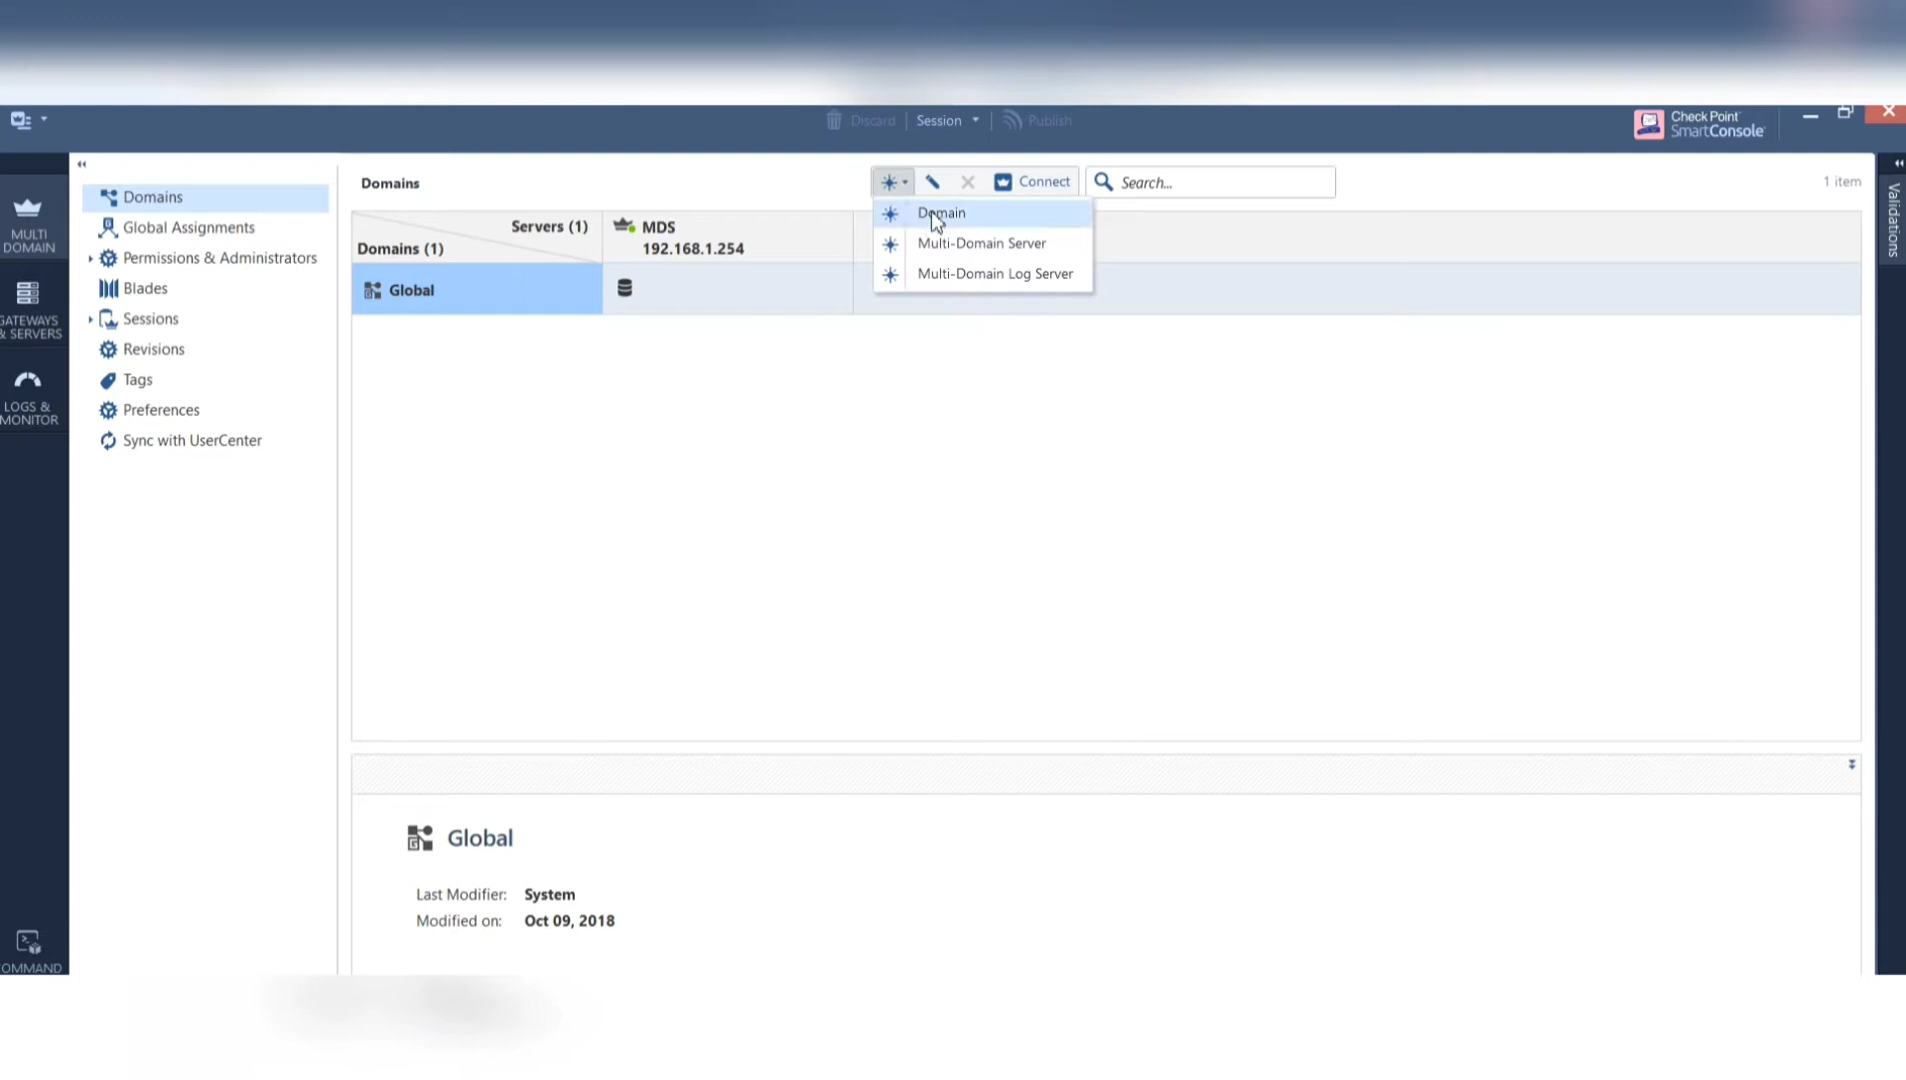 Discard
Session
Publish
Check Point
SmartConsole
MULTI
DOMAIN
GATEWAYS
& SERVERS
LOGS &
MONITOR
COMMAND
Domains
Global Assignments
Permissions & Administrators
Blades
Sessions
Revisions
Tags
Preferences
Sync with UserCenter
Domains
Connect
Search...
1 item
Domain
Multi-Domain Server
Multi-Domain Log Server
Servers (1)
Domains (1)
MDS
192.168.1.254
Global
Global
Last Modifier: System
Modified on: Oct 09, 2018
Validations